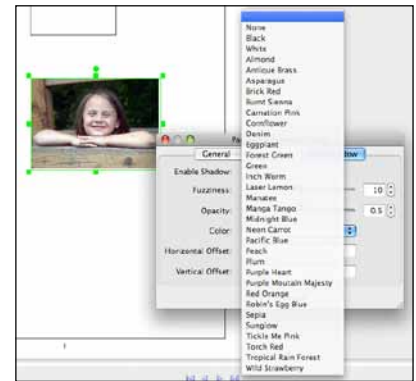 None
Black
White
Almond
Antique Brass
Asparagus
Brick Red
Burnt Sienna
Carnation Pink
Cornflower
Denim
Eggplant
Forest Green
Green
Inch Worm
Laser Lemon
Manatee
Manga Tango
Midnight Blue
Neon Carrot
Pacific Blue
Peach
Plum
Purple Heart
Purple Moutain Majesty
Red Orange
Robin's Egg Blue
Sepia
Sunglow
Tickle Me Pink
Torch Red
Tropical Rain Forest
Wild Strawberry
General
Enable Shadow:
Fuzziness:
10
Opacity:
0.5
Color:
Horizontal Offset:
Vertical Offset: